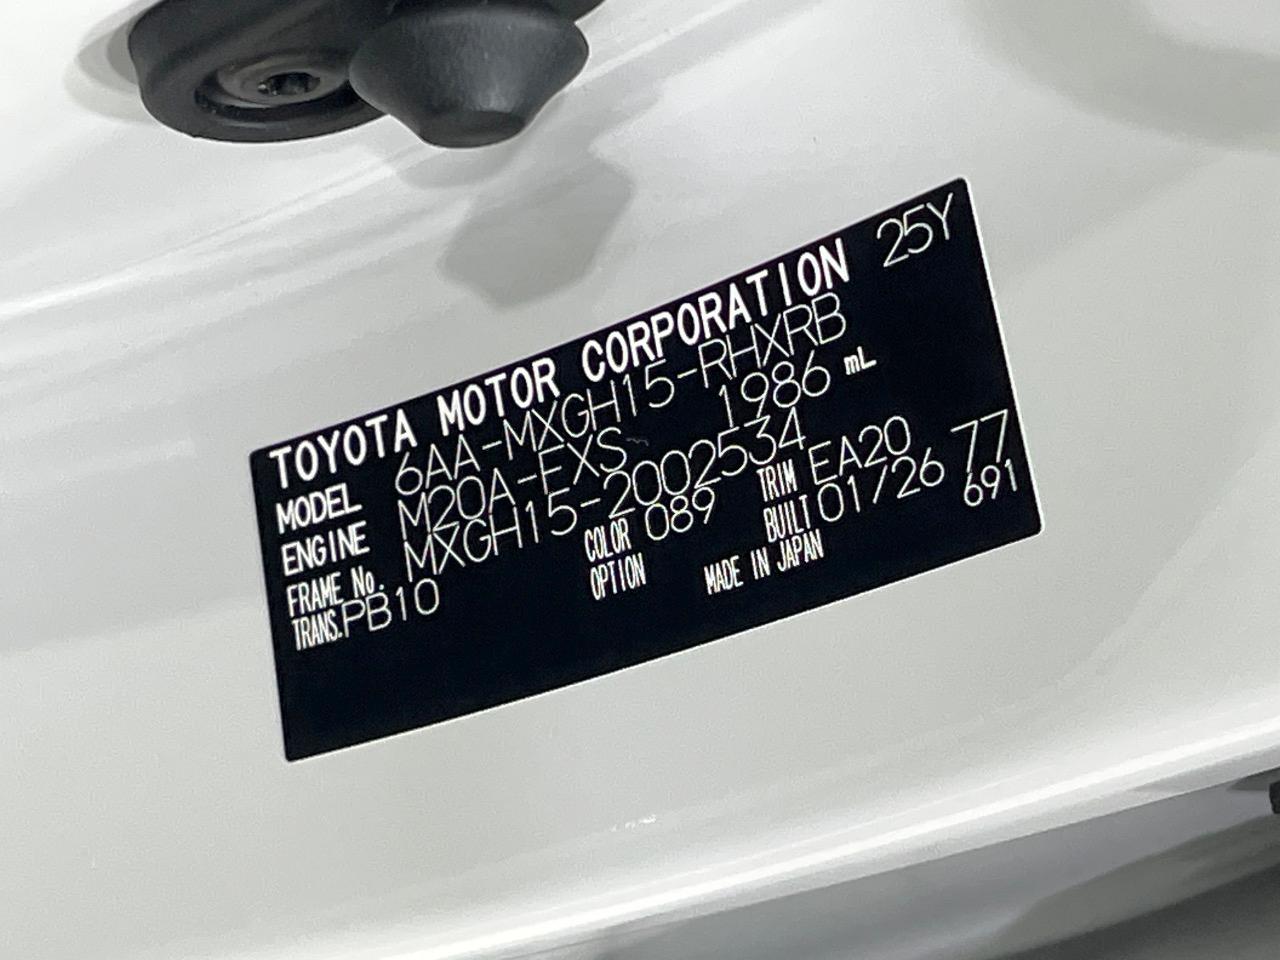 TOYOTA MOTOR CORPORATION 25Y
MODEL 6AA-MXGH15-RHXRB
ENGINE M20A-FXS 1986 mL
FRAME No. MXGH15-2002534
TRANS. PB10 COLOR 089 TRIM EA20 77
OPTION BUILT 01/26 691
MADE IN JAPAN